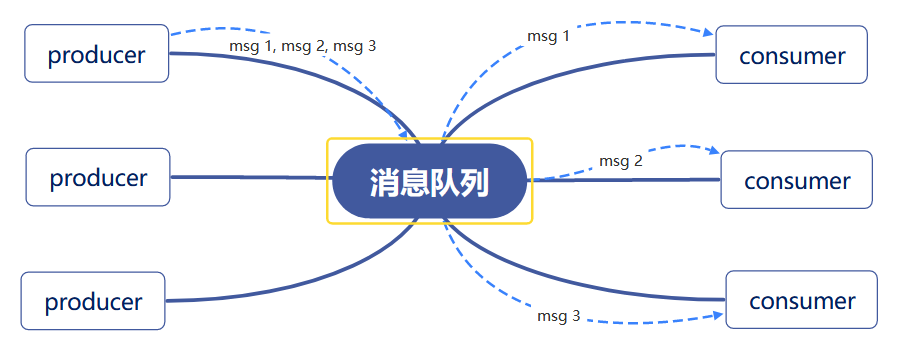 producer
msg 1, msg 2, msg 3
msg 1
consumer
producer
消息队列
msg 2
consumer
producer
msg 3
consumer